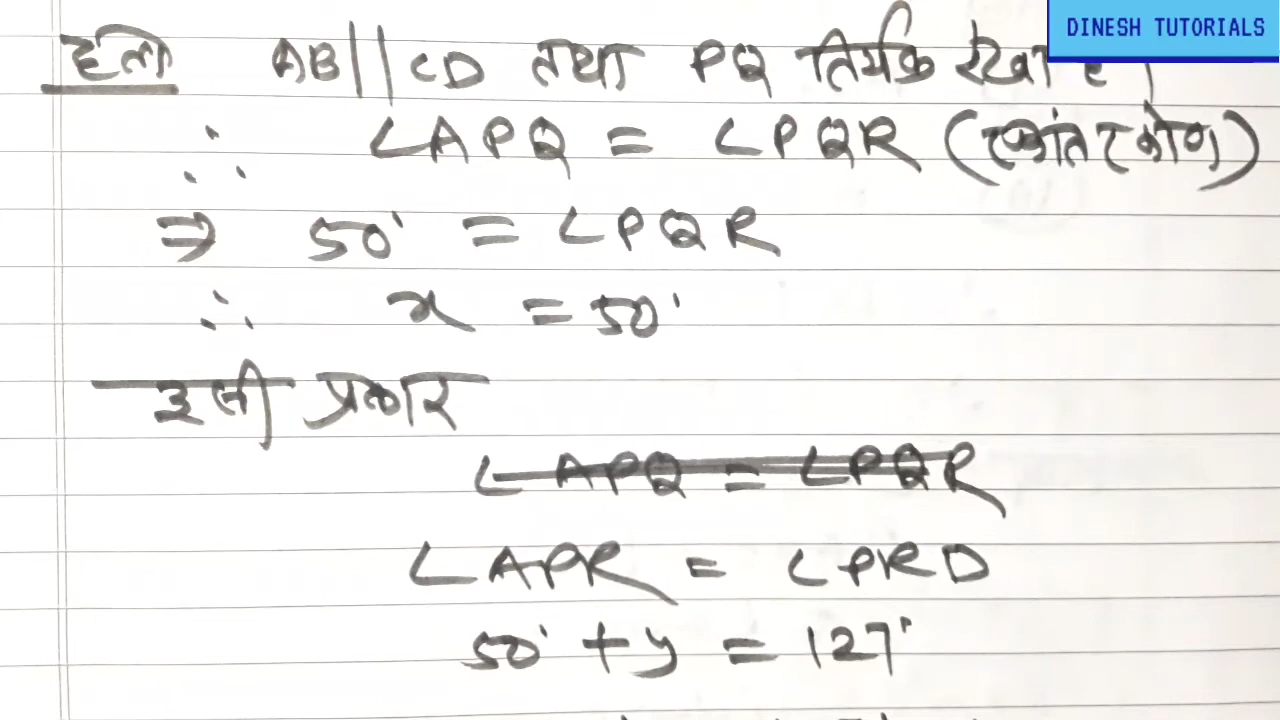 DINESH TUTORIALS
हल: AB||CD तथा PQ तिर्यक रेखा है।
∴ ∠APQ = ∠PQR (एकांतर कोण)
⇒ 50° = ∠PQR
∴ x = 50°
इसी प्रकार
∠APQ = ∠PQR
∠APR = ∠PRD
50° + y = 127°